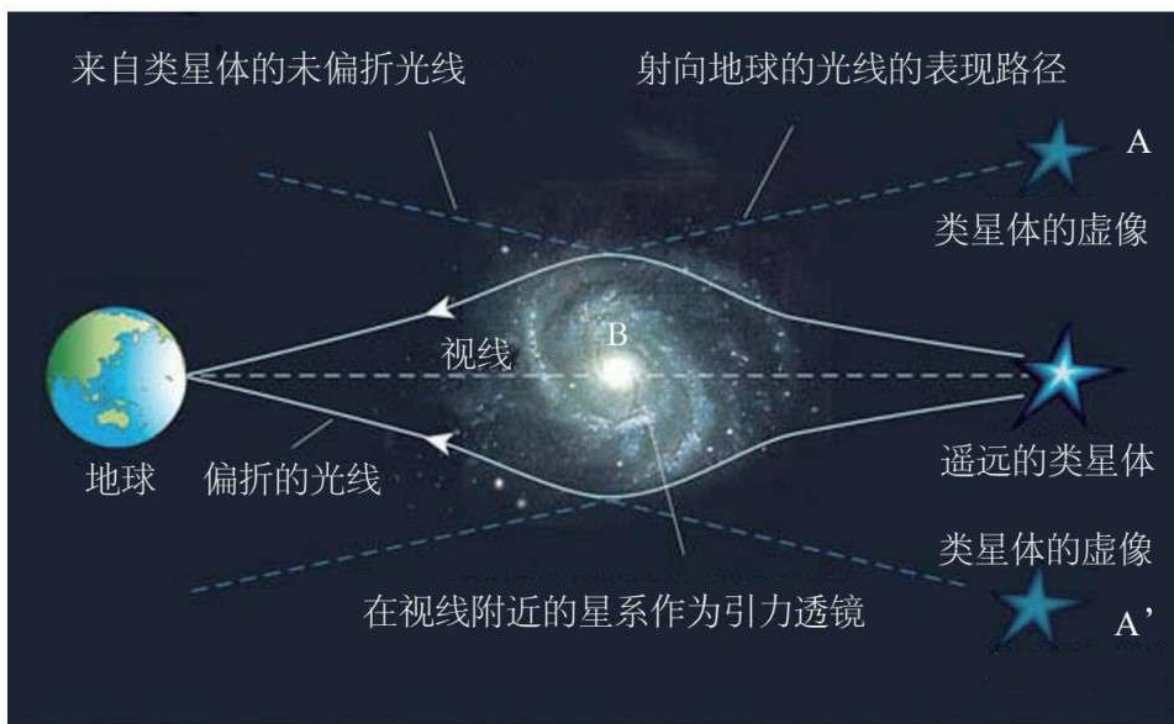 来自类星体的未偏折光线
射向地球的光线的表现路径
A
类星体的虚像
B
视线
地球
偏折的光线
遥远的类星体
类星体的虚像
在视线附近的星系作为引力透镜
A’